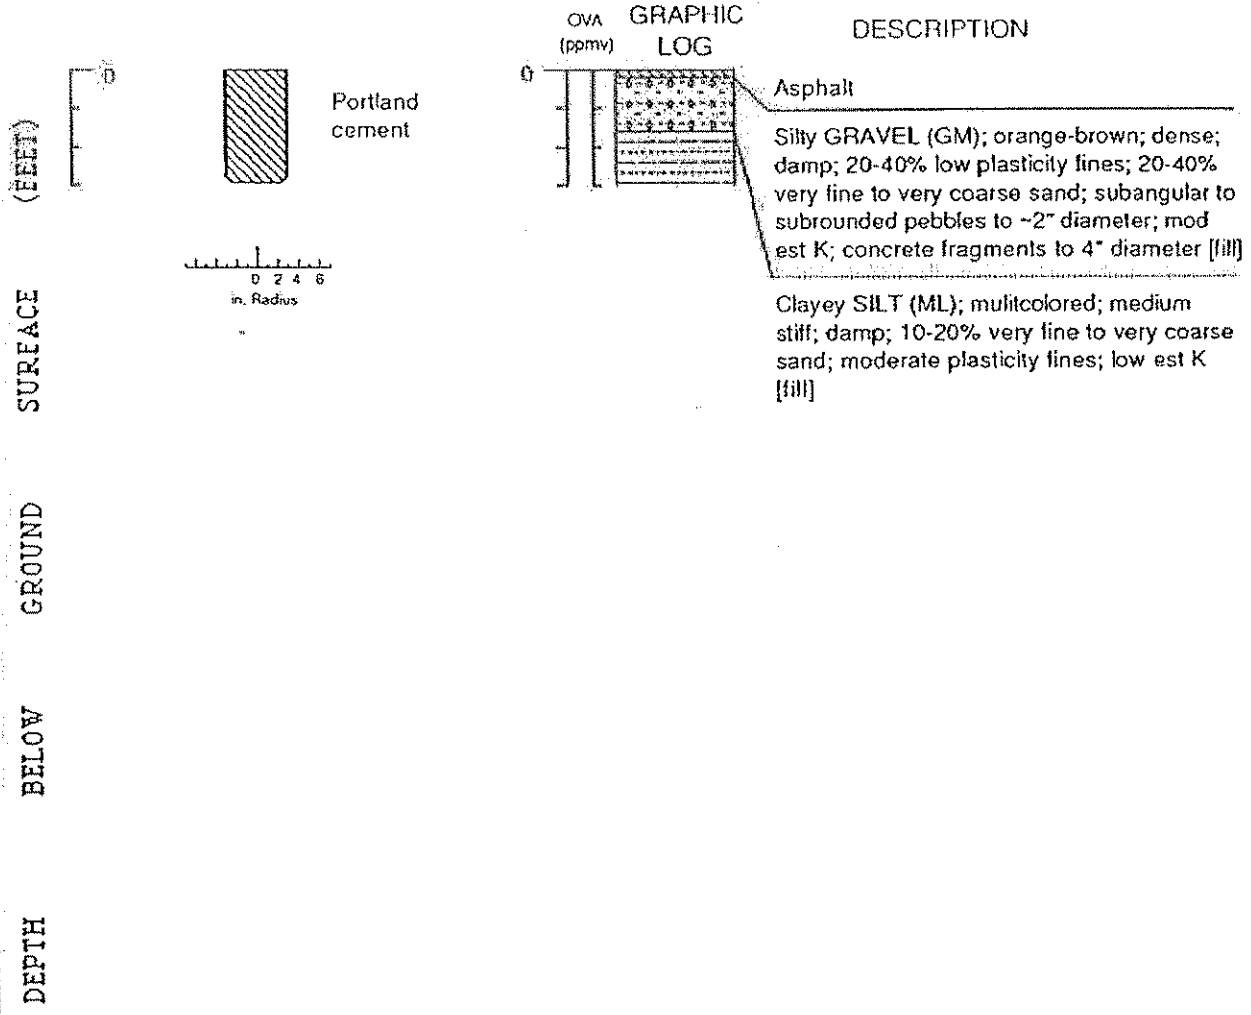 OVA
(ppmv)
GRAPHIC
LOG
DESCRIPTION
0
Portland
cement
0
Asphalt
Silty GRAVEL (GM); orange-brown; dense;
damp; 20-40% low plasticity fines; 20-40%
very fine to very coarse sand; subangular to
subrounded pebbles to ~2" diameter; mod
est K; concrete fragments to 4" diameter [fill]
Clayey SILT (ML); mulitcolored; medium
stiff; damp; 10-20% very fine to very coarse
sand; moderate plasticity fines; low est K
[fill]
0 2 4 6
in. Radius
DEPTH BELOW GROUND SURFACE (FEET)